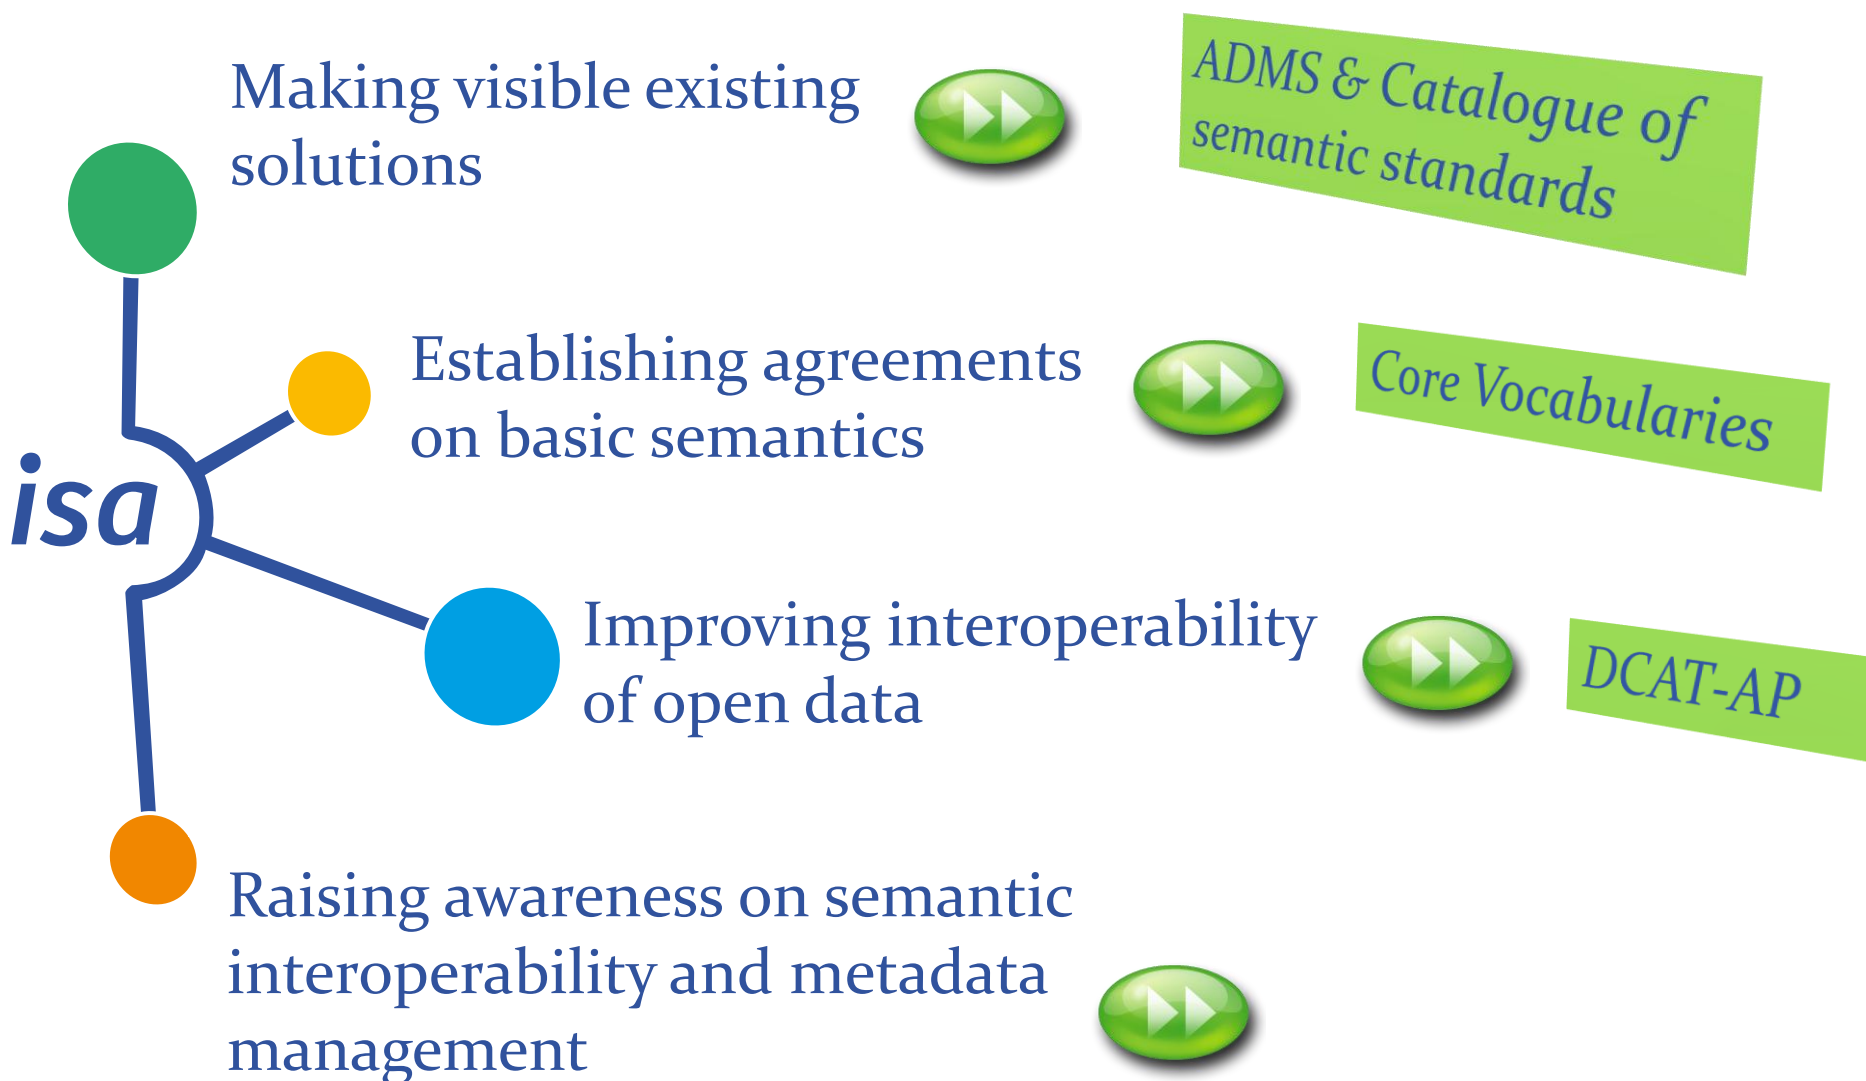 Making visible existing
solutions
ADMS & Catalogue of
semantic standards
Establishing agreements
on basic semantics
Core Vocabularies
isa
Improving interoperability
of open data
DCAT-AP
Raising awareness on semantic
interoperability and metadata
management